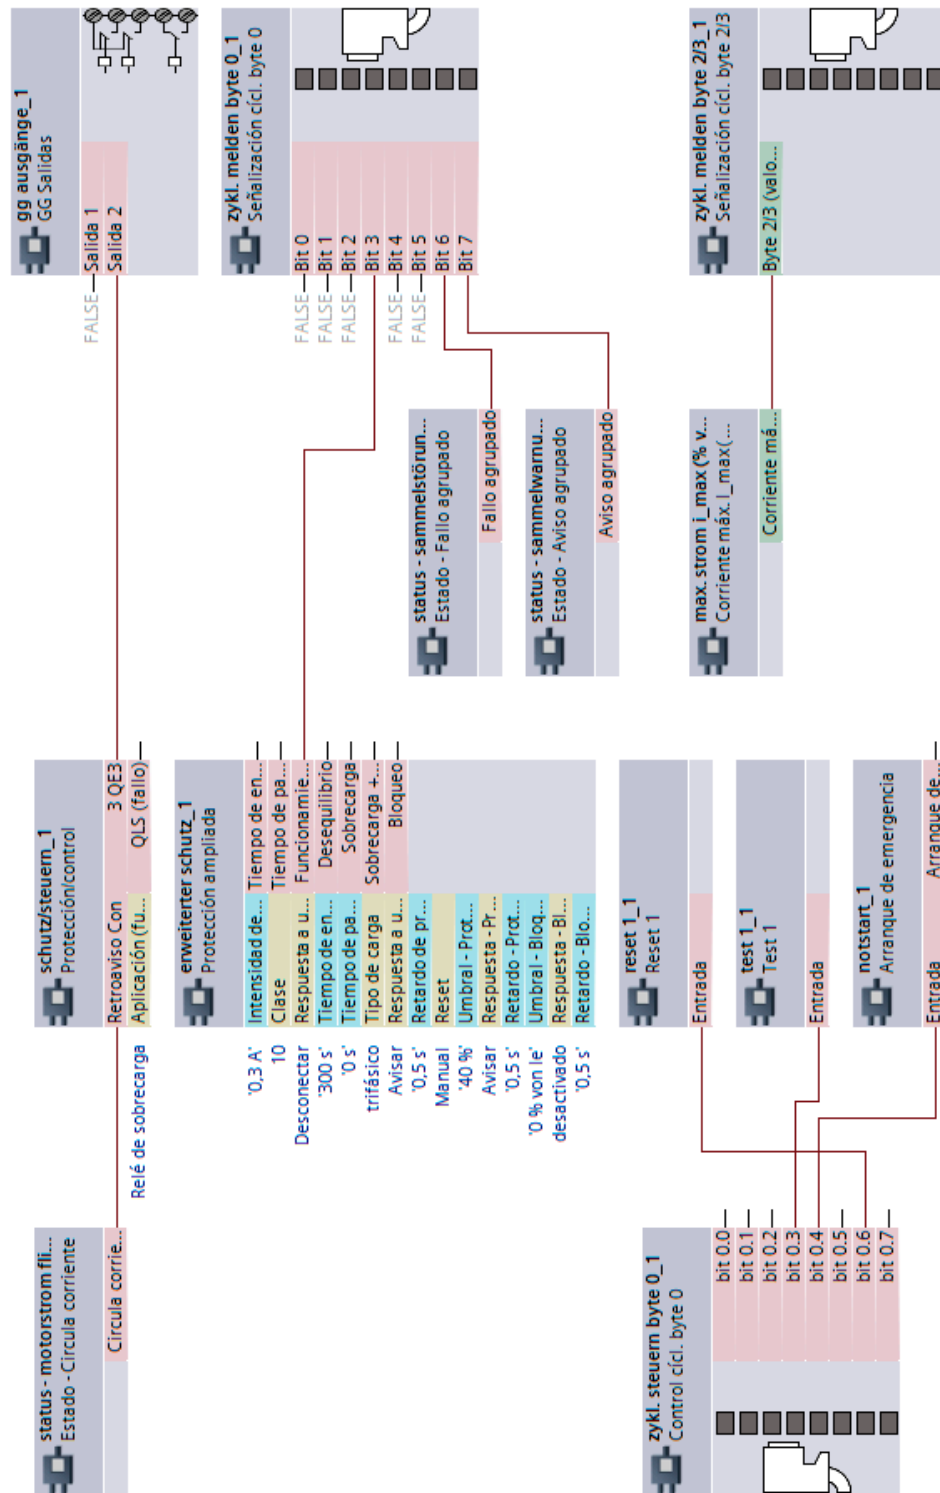 status - motorstrom fli...
Estado - Circula corriente
Circula corrie...
schutz/steuern_1
Protección/control
Retroaviso Con
3 QE3
Relé de sobrecarga
Aplicación (fu...
QLS (fallo)
gg ausgänge_1
GG Salidas
FALSE
Salida 1
Salida 2
erweiterter schutz_1
Protección ampliada
'0,3 A'
Intensidad de...
Tiempo de en...
10
Clase
Tiempo de pa...
Desconectar
Respuesta a u...
Funcionamie...
'300 s'
Tiempo de en...
Desequilibrio
'0 s'
Tiempo de pa...
Sobrecarga
trifásico
Tipo de carga
Sobrecarga +...
Avisar
Respuesta a u...
Bloqueo
'0,5 s'
Retardo de pr...
Manual
Reset
'40 %'
Umbral - Prot...
Avisar
Respuesta - Pr...
'0,5 s'
Retardo - Prot...
'0 % von Ie'
Umbral - Bloq...
desactivado
Respuesta - Bl...
'0,5 s'
Retardo - Blo...
zykl. melden byte 0_1
Señalización cícl. byte 0
FALSE
Bit 0
FALSE
Bit 1
FALSE
Bit 2
Bit 3
FALSE
Bit 4
FALSE
Bit 5
Bit 6
Bit 7
status - sammelstörun...
Estado - Fallo agrupado
Fallo agrupado
status - sammelwarnu...
Estado - Aviso agrupado
Aviso agrupado
zykl. steuern byte 0_1
Control cícl. byte 0
bit 0.0
bit 0.1
bit 0.2
bit 0.3
bit 0.4
bit 0.5
bit 0.6
bit 0.7
reset 1_1
Reset 1
Entrada
test 1_1
Test 1
Entrada
notstart_1
Arranque de emergencia
Entrada
Arranque de...
max. strom i_max (% v...
Corriente máx. I_max(...
Corriente má...
zykl. melden byte 2/3_1
Señalización cícl. byte 2/3
Byte 2/3 (valo...